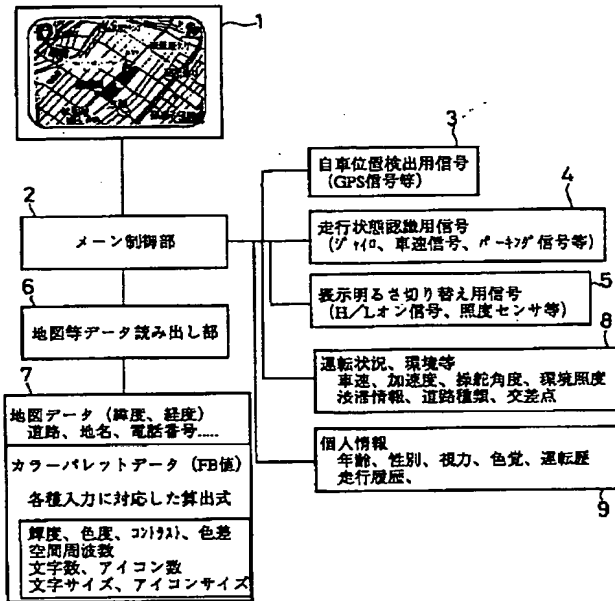 1
3
自車位置検出用信号
(GPS信号等)
4
走行状態認識用信号
(ジャイロ、車速信号、パーキング信号等)
2
メーン制御部
5
表示明るさ切り替え用信号
(H/Lオン信号、照度センサ等)
6
地図等データ読み出し部
8
運転状況、環境等
車速、加速度、操舵角度、環境照度
渋滞情報、道路種類、交差点
7
地図データ(緯度、経度)
道路、地名、電話番号.....
カラーパレットデータ(FB値)
各種入力に対応した算出式
輝度、色度、コントラスト、色差
空間周波数
文字数、アイコン数
文字サイズ、アイコンサイズ
個人情報
年齢、性別、視力、色覚、運転歴
走行履歴、
9